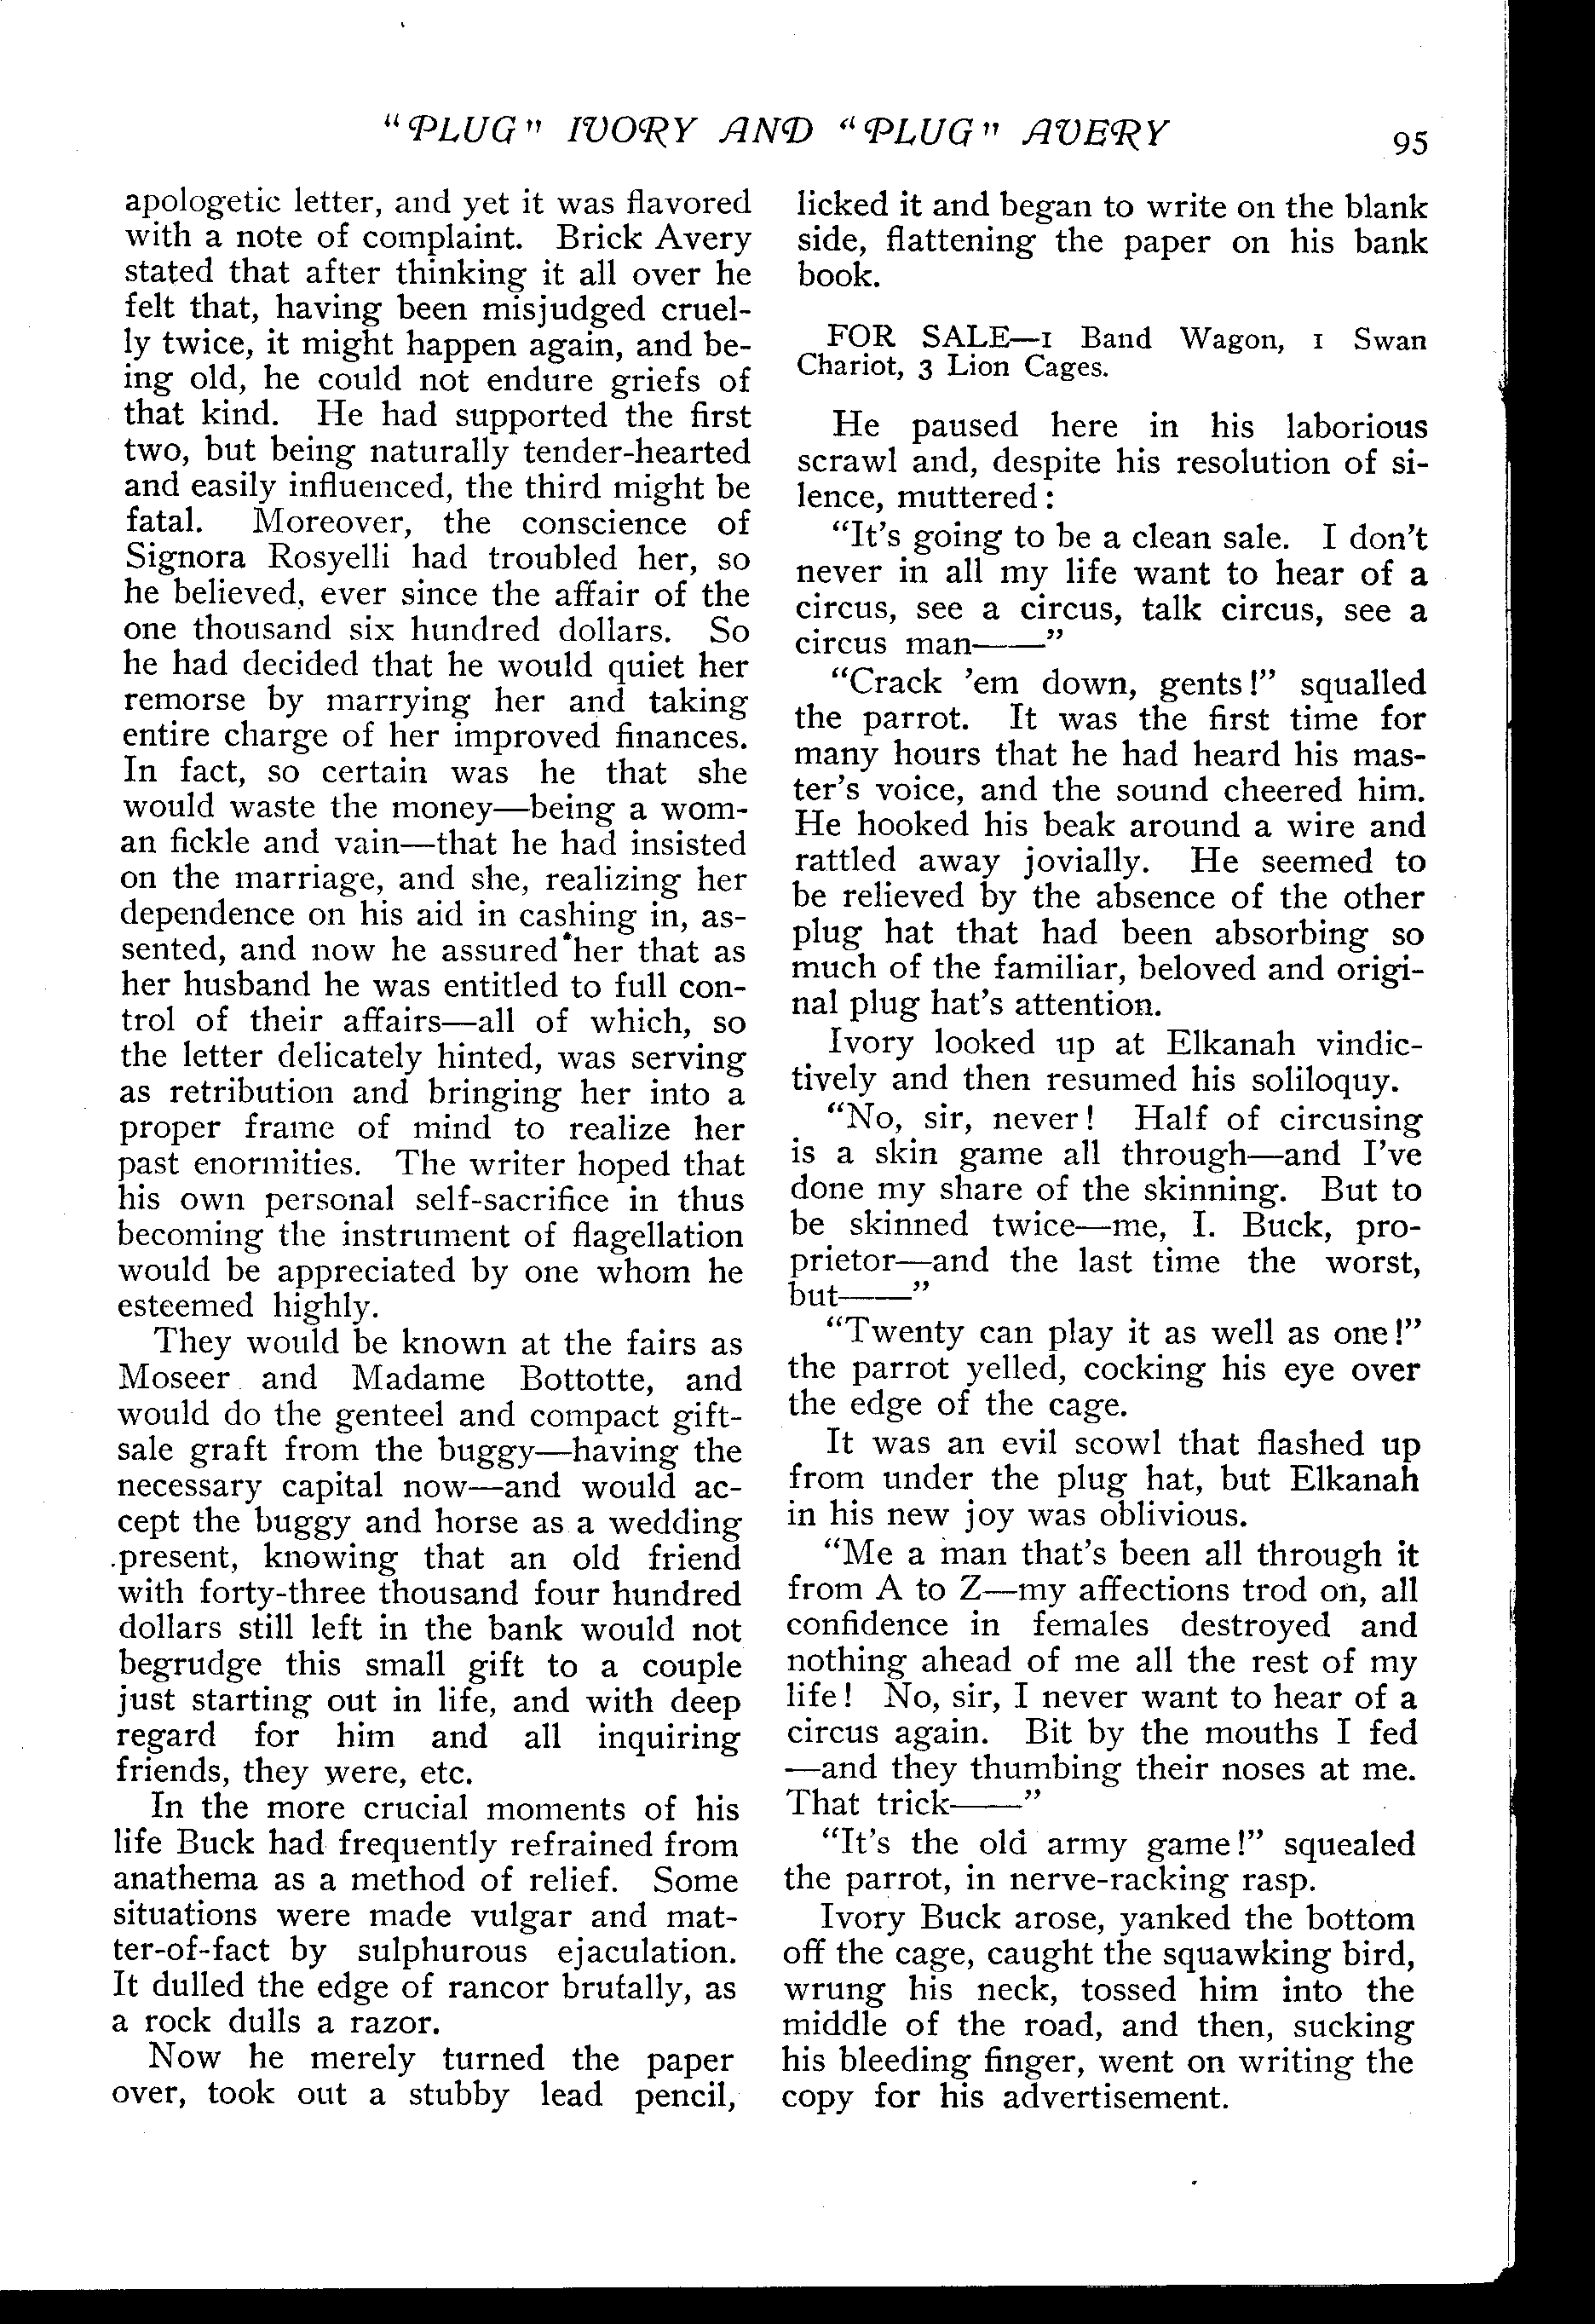 "PLUG" IVORY AND "PLUG" AVERY
95
apologetic letter, and yet it was flavored
with a note of complaint. Brick Avery
stated that after thinking it all over he
felt that, having been misjudged cruel-
ly twice, it might happen again, and be-
ing old, he could not endure griefs of
that kind. He had supported the first
two, but being naturally tender-hearted
and easily influenced, the third might be
fatal. Moreover, the conscience of
Signora Rosyelli had troubled her, so
he believed, ever since the affair of the
one thousand six hundred dollars. So
he had decided that he would quiet her
remorse by marrying her and taking
entire charge of her improved finances.
In fact, so certain was he that she
would waste the money—being a wom-
an fickle and vain—that he had insisted
on the marriage, and she, realizing her
dependence on his aid in cashing in, as-
sented, and now he assured her that as
her husband he was entitled to full con-
trol of their affairs—all of which, so
the letter delicately hinted, was serving
as retribution and bringing her into a
proper frame of mind to realize her
past enormities. The writer hoped that
his own personal self-sacrifice in thus
becoming the instrument of flagellation
would be appreciated by one whom he
esteemed highly.
They would be known at the fairs as
Moseer and Madame Bottotte, and
would do the genteel and compact gift-
sale graft from the buggy—having the
necessary capital now—and would ac-
cept the buggy and horse as a wedding
present, knowing that an old friend
with forty-three thousand four hundred
dollars still left in the bank would not
begrudge this small gift to a couple
just starting out in life, and with deep
regard for him and all inquiring
friends, they were, etc.
In the more crucial moments of his
life Buck had frequently refrained from
anathema as a method of relief. Some
situations were made vulgar and mat-
ter-of-fact by sulphurous ejaculation.
It dulled the edge of rancor brutally, as
a rock dulls a razor.
Now he merely turned the paper
over, took out a stubby lead pencil,
licked it and began to write on the blank
side, flattening the paper on his bank
book.
FOR SALE—1 Band Wagon, 1 Swan
Chariot, 3 Lion Cages.
He paused here in his laborious
scrawl and, despite his resolution of si-
lence, muttered:
"It's going to be a clean sale. I don't
never in all my life want to hear of a
circus, see a circus, talk circus, see a
circus man——"
"Crack 'em down, gents!" squalled
the parrot. It was the first time for
many hours that he had heard his mas-
ter's voice, and the sound cheered him.
He hooked his beak around a wire and
rattled away jovially. He seemed to
be relieved by the absence of the other
plug hat that had been absorbing so
much of the familiar, beloved and origi-
nal plug hat's attention.
Ivory looked up at Elkanah vindic-
tively and then resumed his soliloquy.
"No, sir, never! Half of circusing
is a skin game all through—and I've
done my share of the skinning. But to
be skinned twice—me, I. Buck, pro-
prietor—and the last time the worst,
but——"
"Twenty can play it as well as one!"
the parrot yelled, cocking his eye over
the edge of the cage.
It was an evil scowl that flashed up
from under the plug hat, but Elkanah
in his new joy was oblivious.
"Me a man that's been all through it
from A to Z—my affections trod on, all
confidence in females destroyed and
nothing ahead of me all the rest of my
life! No, sir, I never want to hear of a
circus again. Bit by the mouths I fed
—and they thumbing their noses at me.
That trick——"
"It's the old army game!" squealed
the parrot, in nerve-racking rasp.
Ivory Buck arose, yanked the bottom
off the cage, caught the squawking bird,
wrung his neck, tossed him into the
middle of the road, and then, sucking
his bleeding finger, went on writing the
copy for his advertisement.